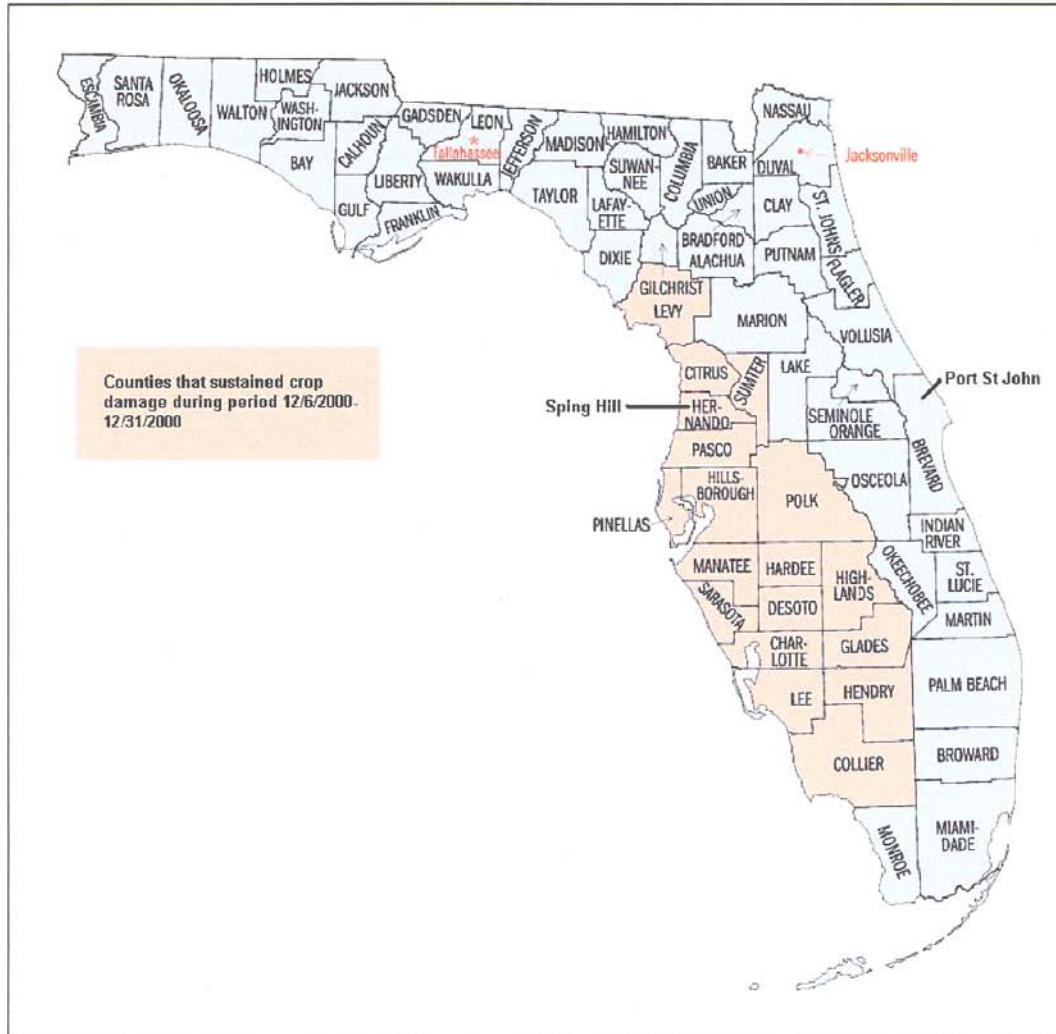 ESCAMBIA
SANTA
ROSA
OKALOOSA
WALTON
HOLMES
WASH-
INGTON
JACKSON
BAY
CALHOUN
GULF
GADSDEN
LIBERTY
FRANKLIN
LEON
Tallahassee
WAKULLA
JEFFERSON
MADISON
TAYLOR
HAMILTON
SUWAN-
NEE
LAFAY-
ETTE
DIXIE
COLUMBIA
BAKER
UNION
BRADFORD
ALACHUA
NASSAU
DUVAL
Jacksonville
CLAY
ST. JOHNS
PUTNAM
FLAGLER
GILCHRIST
LEVY
MARION
VOLUSIA
Counties that sustained crop
damage during period 12/6/2000-
12/31/2000
CITRUS
SUMTER
LAKE
Port St John
Sping Hill
HER-
NANDO
SEMINOLE
ORANGE
PASCO
BREVARD
HILLS-
BOROUGH
POLK
OSCEOLA
PINELLAS
INDIAN
RIVER
MANATEE
HARDEE
HIGH-
LANDS
OKEECHOBEE
ST.
LUCIE
SARASOTA
DESOTO
MARTIN
CHAR-
LOTTE
GLADES
LEE
HENDRY
PALM BEACH
COLLIER
BROWARD
MONROE
MIAMI-
DADE